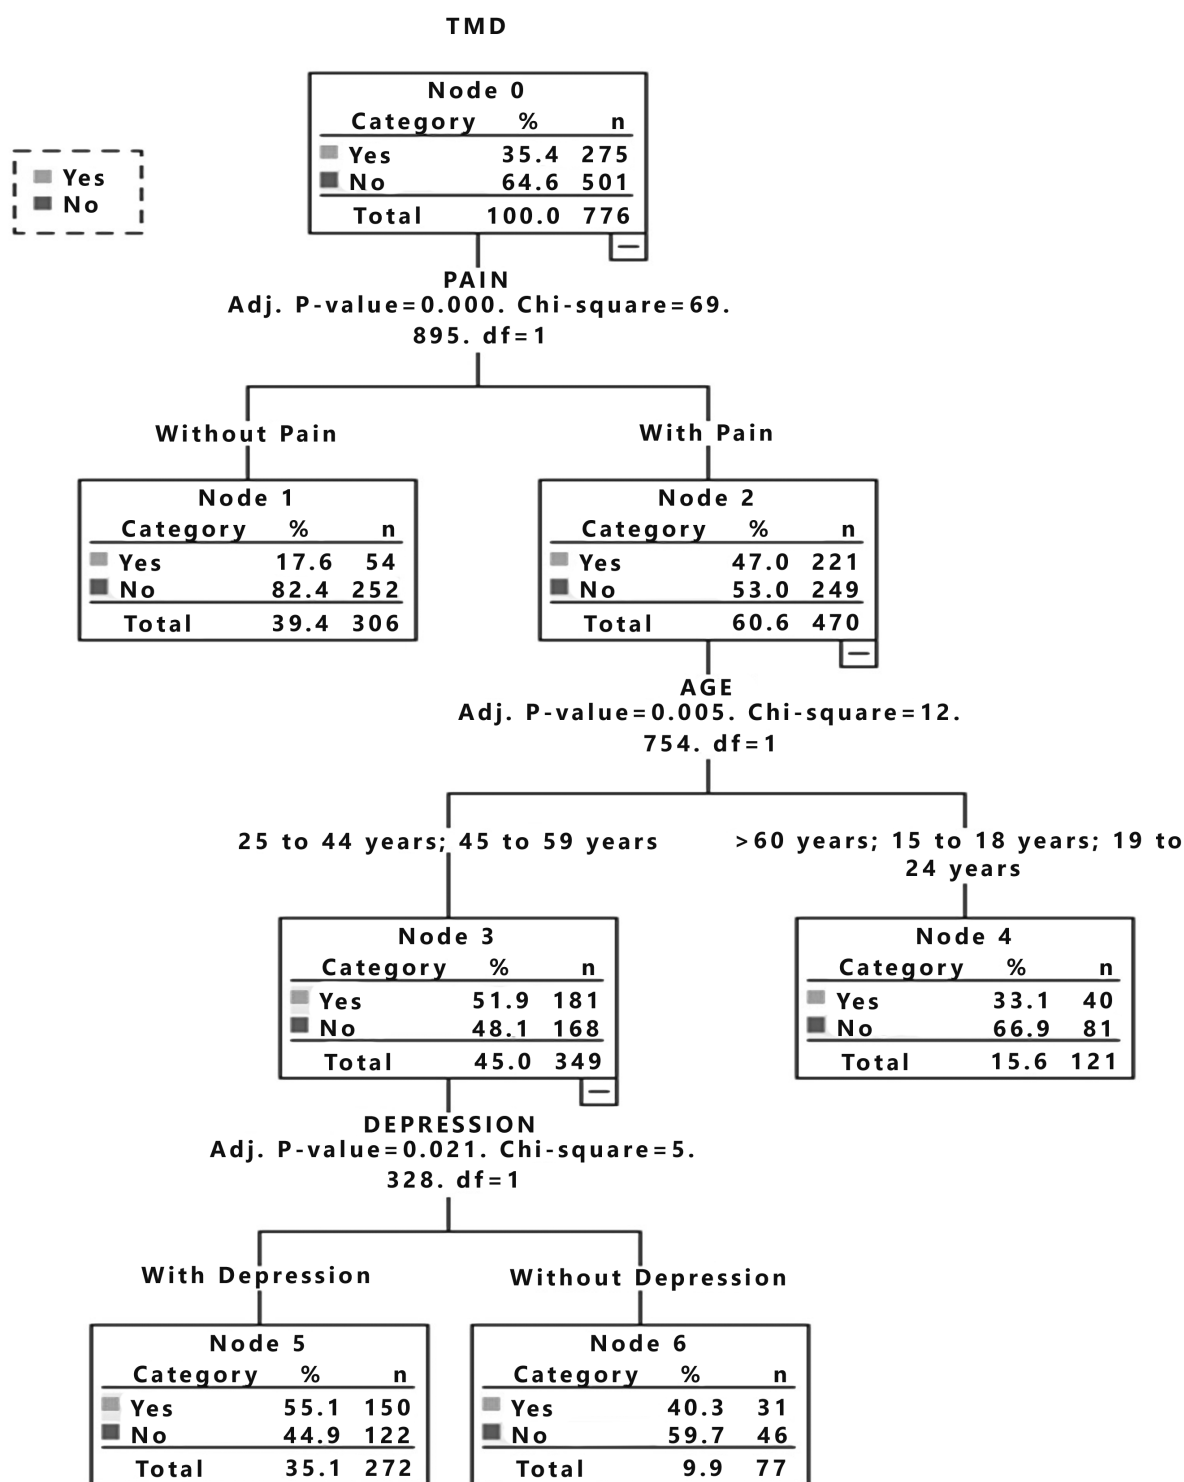 TMD
Node 0
Category % n
Yes 35.4 275
No 64.6 501
Total 100.0 776
Yes
No
PAIN
Adj. P-value=0.000. Chi-square=69.
895. df=1
Without Pain
With Pain
Node 1
Category % n
Yes 17.6 54
No 82.4 252
Total 39.4 306
Node 2
Category % n
Yes 47.0 221
No 53.0 249
Total 60.6 470
AGE
Adj. P-value=0.005. Chi-square=12.
754. df=1
25 to 44 years; 45 to 59 years
>60 years; 15 to 18 years; 19 to
24 years
Node 3
Category % n
Yes 51.9 181
No 48.1 168
Total 45.0 349
Node 4
Category % n
Yes 33.1 40
No 66.9 81
Total 15.6 121
DEPRESSION
Adj. P-value=0.021. Chi-square=5.
328. df=1
With Depression
Without Depression
Node 5
Category % n
Yes 55.1 150
No 44.9 122
Total 35.1 272
Node 6
Category % n
Yes 40.3 31
No 59.7 46
Total 9.9 77